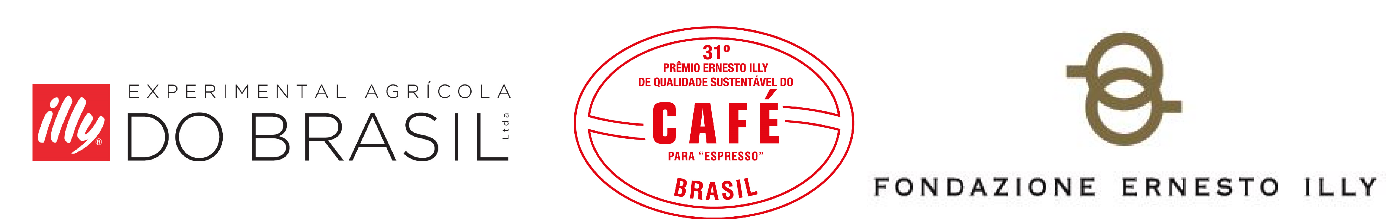 illy®
EXPERIMENTAL AGRÍCOLA
DO BRASIL Ltda
31º
PRÊMIO ERNESTO ILLY
DE QUALIDADE SUSTENTÁVEL DO
CAFÉ
PARA "ESPRESSO"
BRASIL
FONDAZIONE ERNESTO ILLY